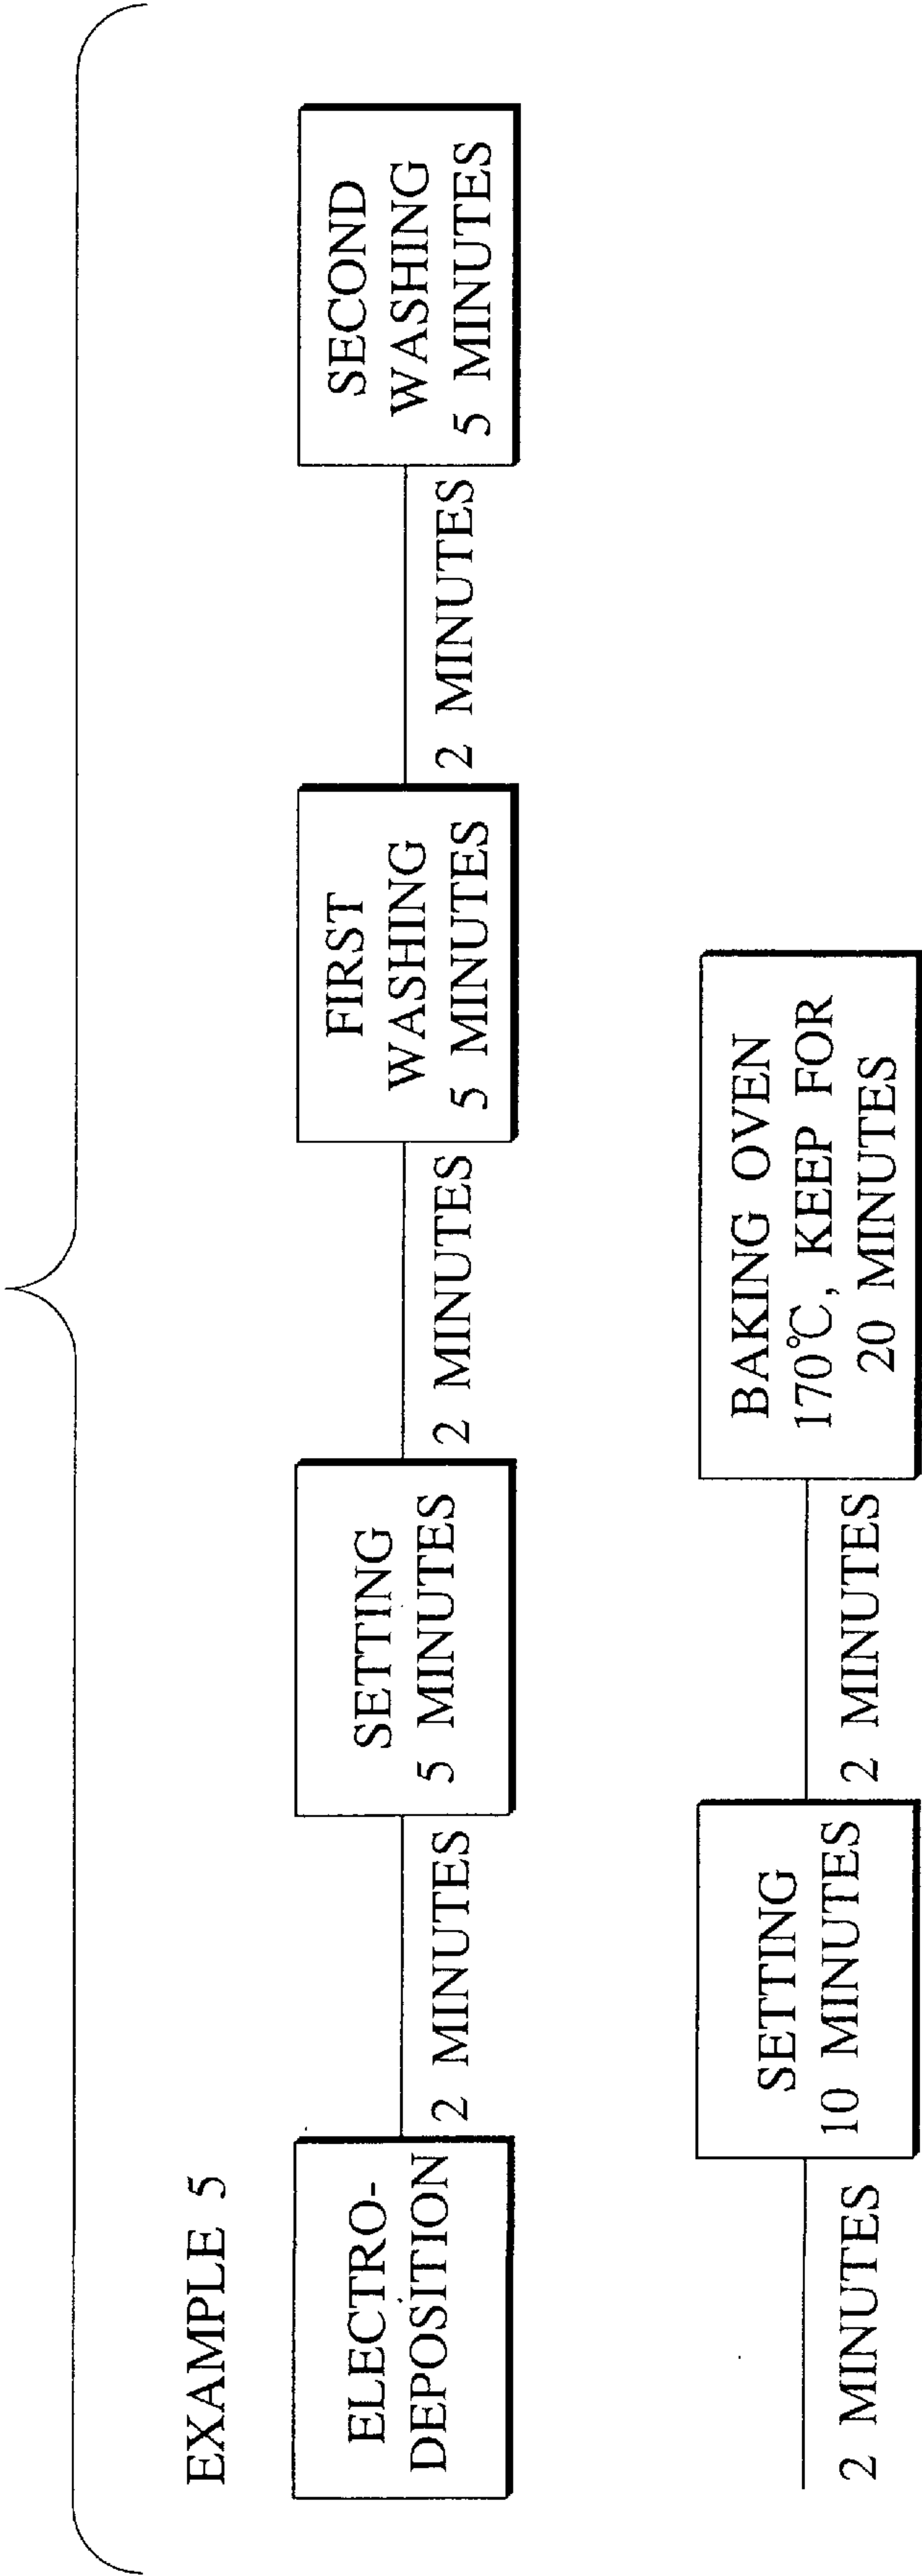 EXAMPLE 5
ELECTRO-
DEPOSITION
2 MINUTES
SETTING
5 MINUTES
2 MINUTES
FIRST
WASHING
5 MINUTES
2 MINUTES
SECOND
WASHING
5 MINUTES
2 MINUTES
SETTING
10 MINUTES
2 MINUTES
BAKING OVEN
170℃, KEEP FOR
20 MINUTES